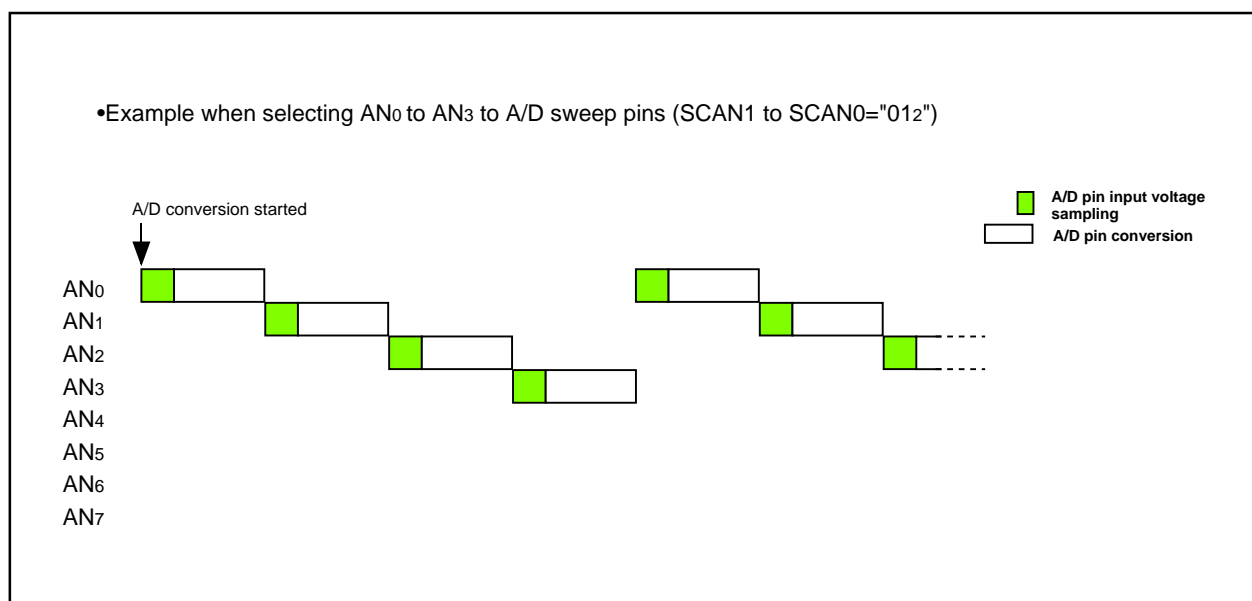 •Example when selecting AN0 to AN3 to A/D sweep pins (SCAN1 to SCAN0="012")
A/D conversion started
A/D pin input voltage
sampling
A/D pin conversion
AN0
AN1
AN2
AN3
AN4
AN5
AN6
AN7